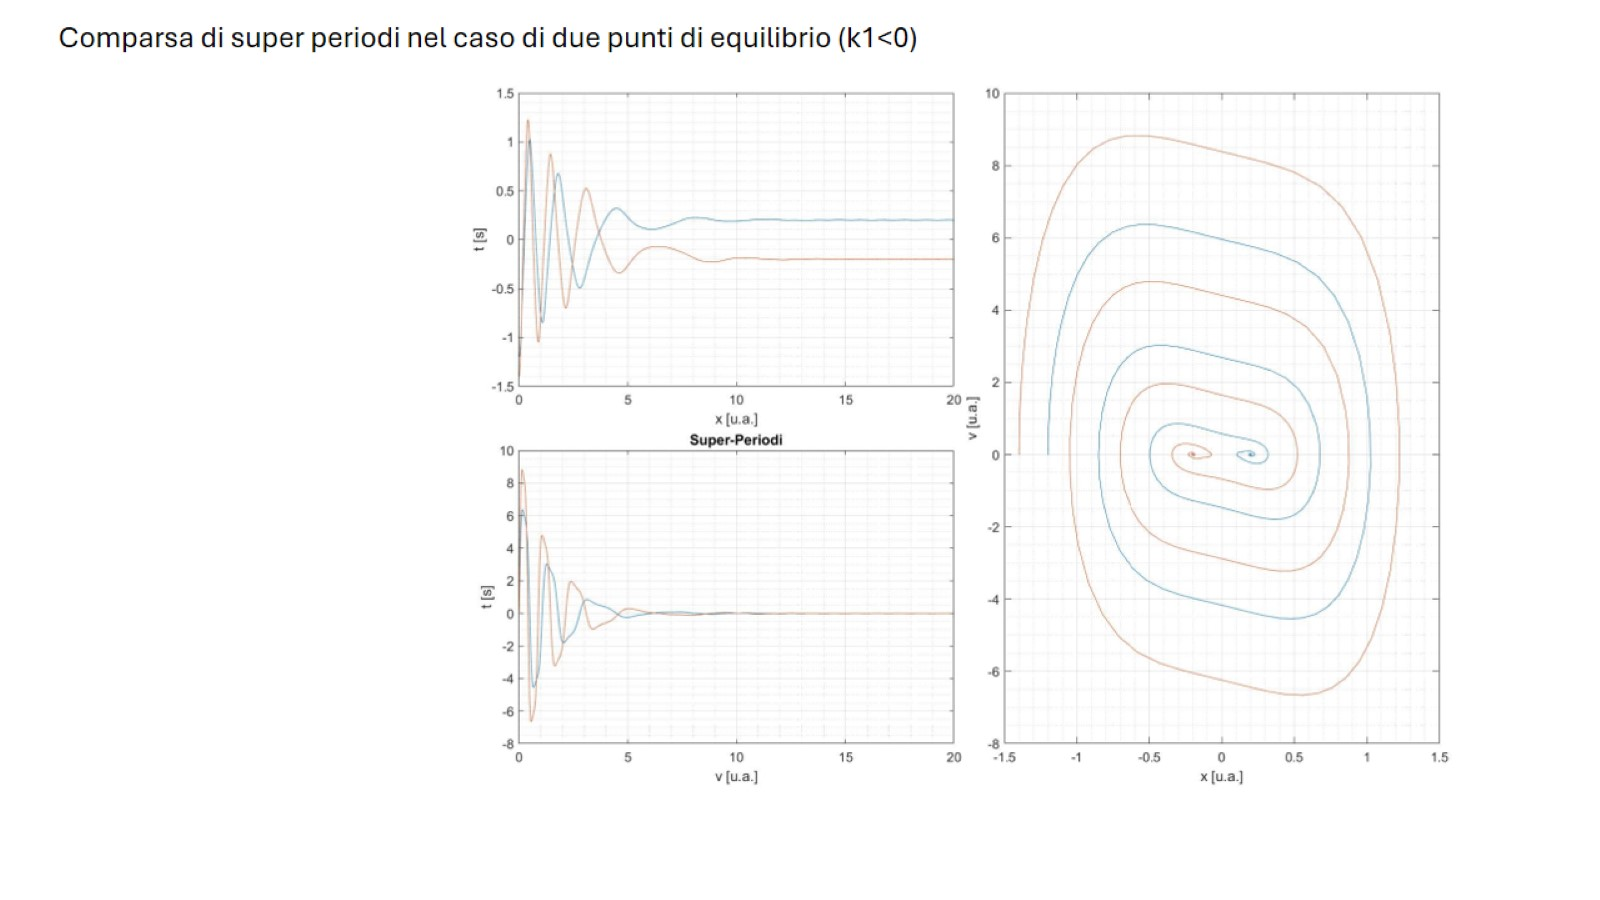 Comparsa di super periodi nel caso di due punti di equilibrio (k1<0)
1.5
1
0.5
0
-0.5
-1
-1.5
t [s]
0 5 10 15 20
x [u.a.]
Super-Periodi
10
8
6
4
2
0
-2
-4
-6
-8
t [s]
0 5 10 15 20
v [u.a.]
10
8
6
4
2
0
-2
-4
-6
-8
v [u.a.]
-1.5 -1 -0.5 0 0.5 1 1.5
x [u.a.]